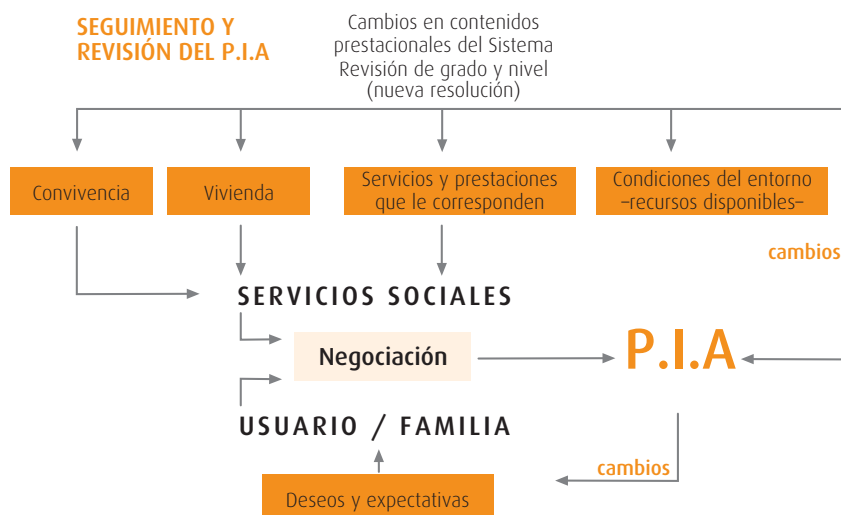 SEGUIMIENTO Y
REVISIÓN DEL P.I.A
Cambios en contenidos
prestacionales del Sistema
Revisión de grado y nivel
(nueva resolución)
Convivencia
Vivienda
Servicios y prestaciones
que le corresponden
Condiciones del entorno
–recursos disponibles–
cambios
SERVICIOS SOCIALES
Negociación
P.I.A
USUARIO / FAMILIA
cambios
Deseos y expectativas